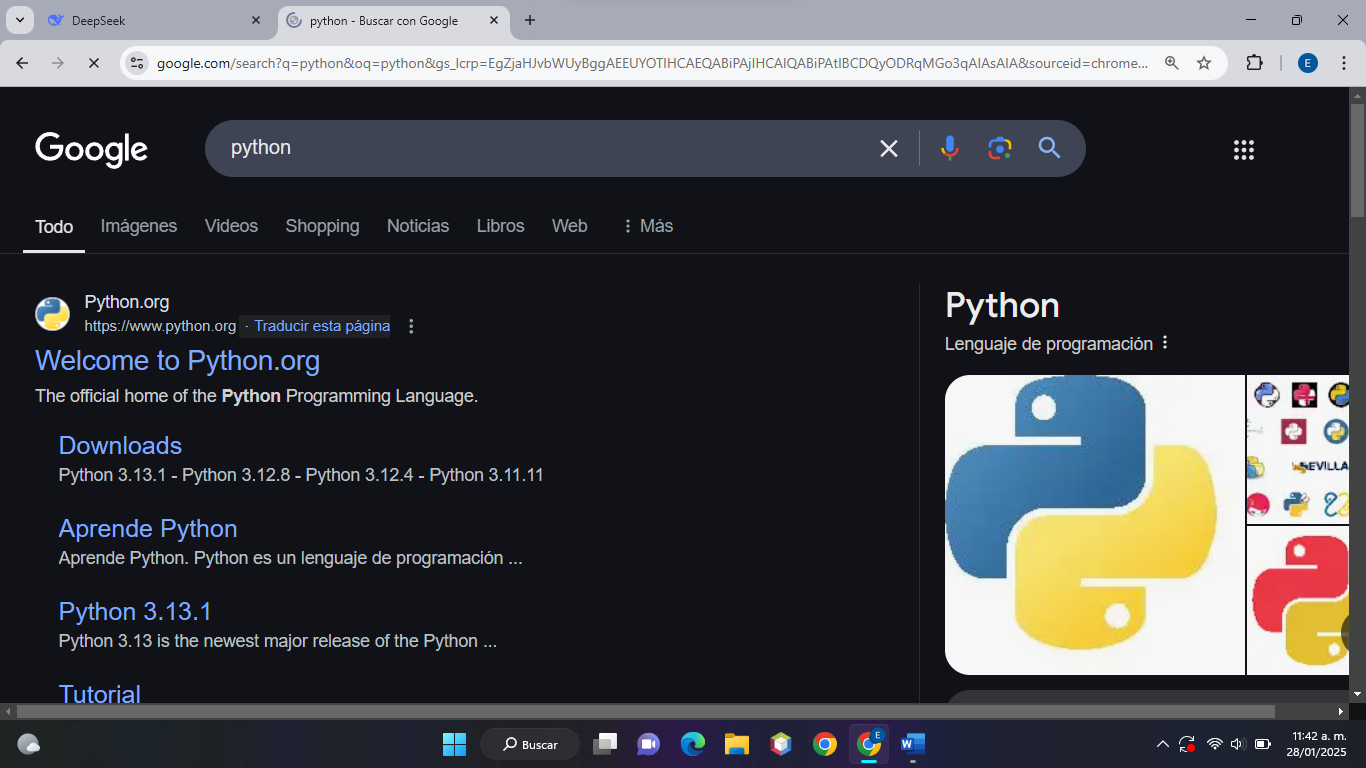 DeepSeek
python - Buscar con Google
google.com/search?q=python&oq=python&gs_lcrp=EgZjaHJvbWUyBggAEEUYOTIHCAEQABiPAjIHCAIQABiPAtIBCDQyODRqMGo3qAIAsAIA&sourceid=chrome...
E
Google
python
Todo
Imágenes
Videos
Shopping
Noticias
Libros
Web
Más
Python.org
https://www.python.org · Traducir esta página
Welcome to Python.org
The official home of the Python Programming Language.
Downloads
Python 3.13.1 - Python 3.12.8 - Python 3.12.4 - Python 3.11.11
Aprende Python
Aprende Python. Python es un lenguaje de programación ...
Python 3.13.1
Python 3.13 is the newest major release of the Python ...
Tutorial
Python
Lenguaje de programación
SEVILLA
Buscar
E
W
11:42 a. m.
28/01/2025